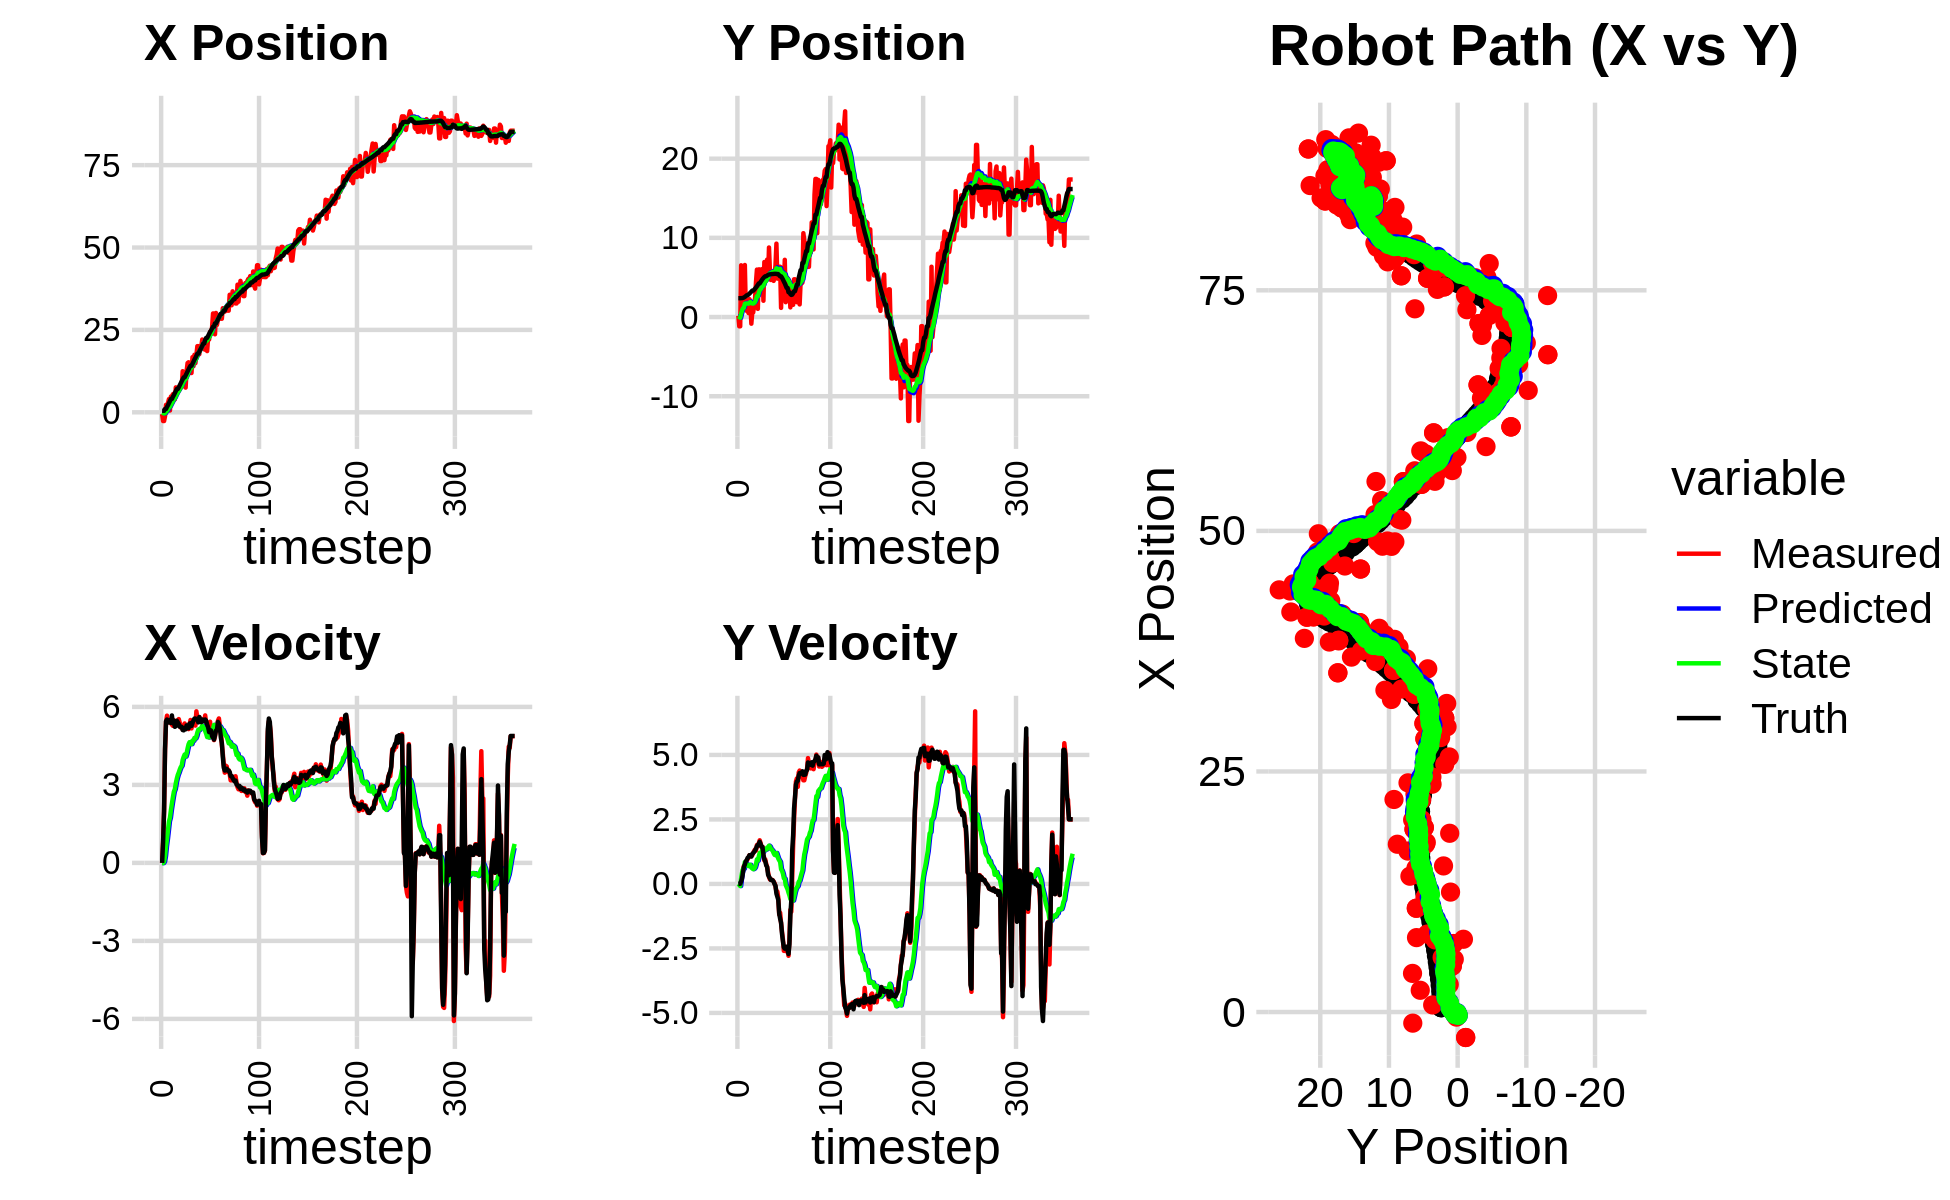 X Position
75
50
25
0
0
100
200
300
timestep
Y Position
20
10
0
-10
0
100
200
300
timestep
X Velocity
6
3
0
-3
-6
0
100
200
300
timestep
Y Velocity
5.0
2.5
0.0
-2.5
-5.0
0
100
200
300
timestep
Robot Path (X vs Y)
X Position
75
50
25
0
20 10 0 -10 -20
Y Position
variable
Measured
Predicted
State
Truth